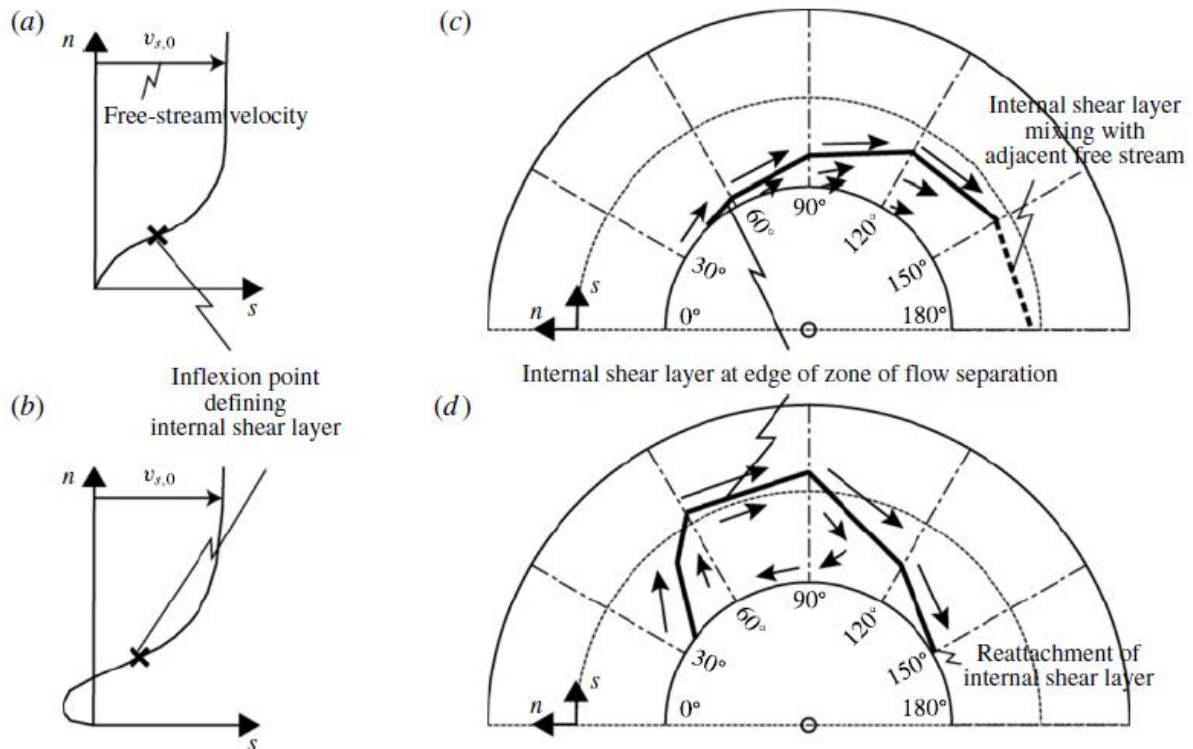 (a)
n
v_{s,0}
Free-stream velocity
s
Inflexion point
defining
internal shear layer
(b)
n
v_{s,0}
s
(c)
Internal shear layer
mixing with
adjacent free stream
0°
30°
60°
90°
120°
150°
180°
n
s
Internal shear layer at edge of zone of flow separation
(d)
0°
30°
60°
90°
120°
150°
180°
n
s
Reattachment of
internal shear layer